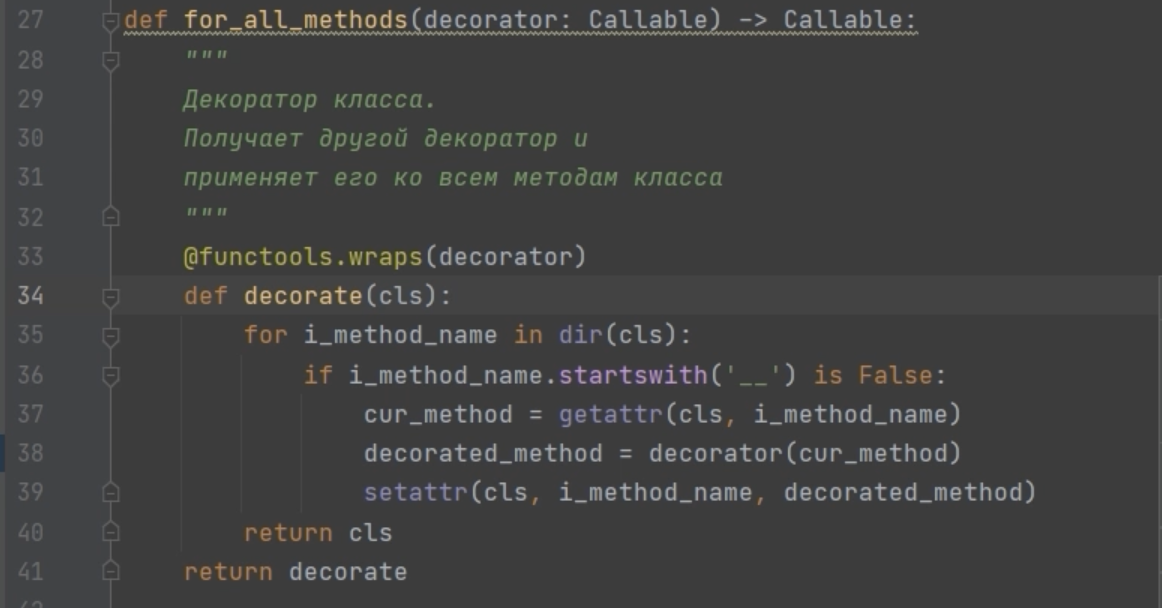 27 def for_all_methods(decorator: Callable) -> Callable:
28 """
29 Декоратор класса.
30 Получает другой декоратор и
31 применяет его ко всем методам класса
32 """
33 @functools.wraps(decorator)
34 def decorate(cls):
35 for i_method_name in dir(cls):
36 if i_method_name.startswith('__') is False:
37 cur_method = getattr(cls, i_method_name)
38 decorated_method = decorator(cur_method)
39 setattr(cls, i_method_name, decorated_method)
40 return cls
41 return decorate